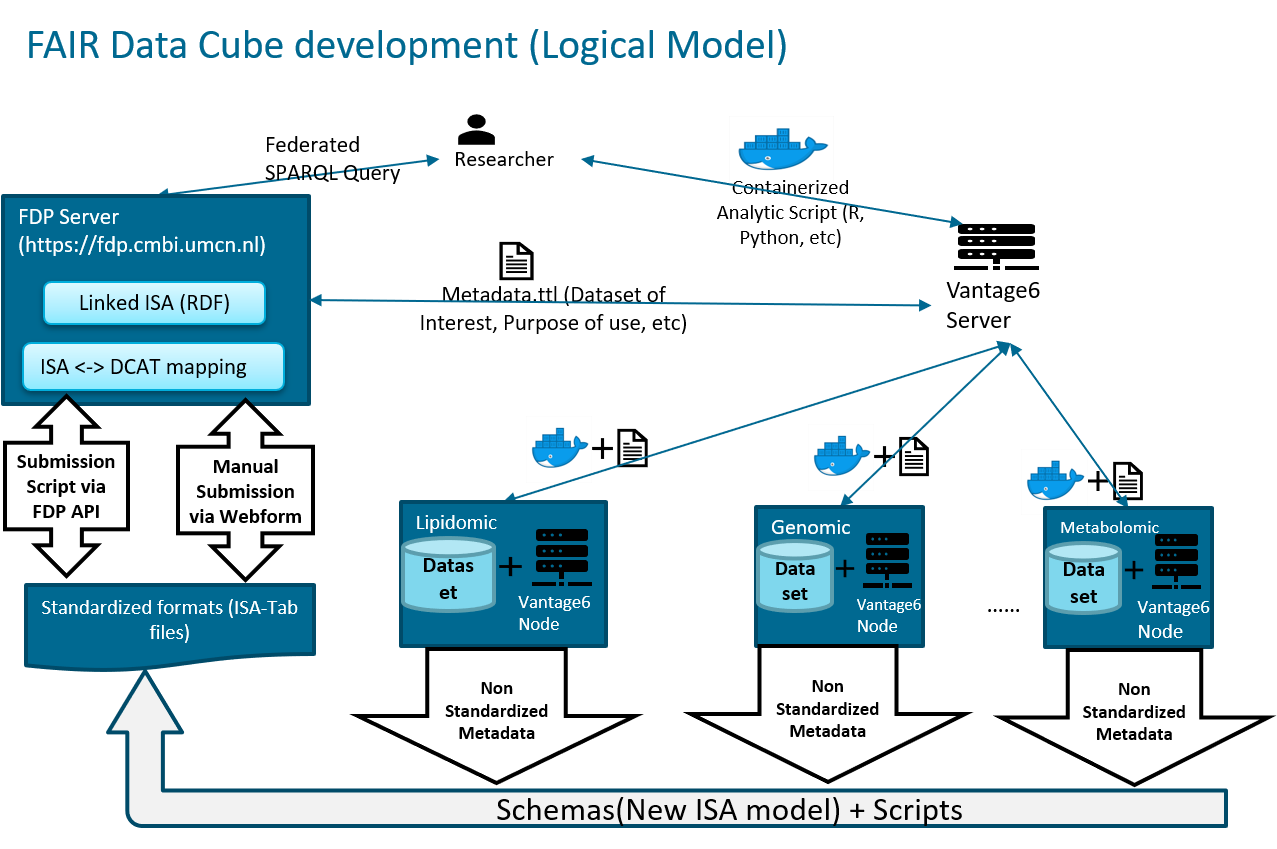 FAIR Data Cube development (Logical Model)
Federated
SPARQL Query
Researcher
Containerized
Analytic Script (R,
Python, etc)
FDP Server
(https://fdp.cmbi.umcn.nl)
Linked ISA (RDF)
ISA <-> DCAT mapping
Metadata.ttl (Dataset of
Interest, Purpose of use, etc)
Vantage6
Server
Submission
Script via
FDP API
Manual
Submission
via Webform
Standardized formats (ISA-Tab
files)
+
+
+
Lipidomic
Datas
et
+
Vantage6
Node
Genomic
Data
set
+
Vantage6
Node
......
Metabolomic
Data
set
+
Vantage6
Node
Non
Standardized
Metadata
Non
Standardized
Metadata
Non
Standardized
Metadata
Schemas(New ISA model) + Scripts